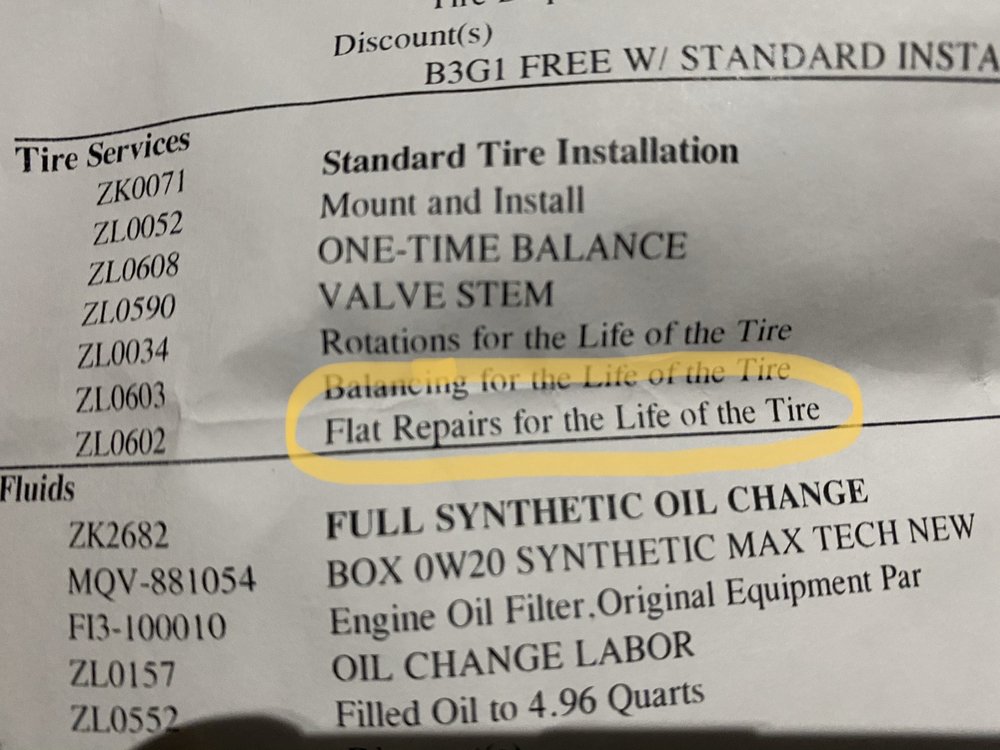 Discount(s)
B3G1 FREE W/ STANDARD INSTA
Tire Services
ZK0071 Standard Tire Installation
ZL0052 Mount and Install
ZL0608 ONE-TIME BALANCE
ZL0590 VALVE STEM
ZL0034 Rotations for the Life of the Tire
ZL0603 Balancing for the Life of the Tire
ZL0602 Flat Repairs for the Life of the Tire
Fluids
ZK2682 FULL SYNTHETIC OIL CHANGE
MQV-881054 BOX 0W20 SYNTHETIC MAX TECH NEW
FI3-100010 Engine Oil Filter,Original Equipment Par
ZL0157 OIL CHANGE LABOR
ZL0552 Filled Oil to 4.96 Quarts